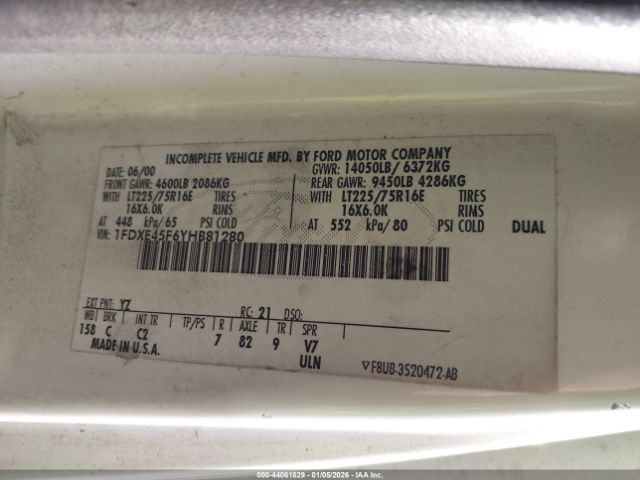 INCOMPLETE VEHICLE MFD. BY FORD MOTOR COMPANY
DATE: 06/00 GVWR: 14050LB/ 6372KG
FRONT GAWR: 4600LB 2086KG REAR GAWR: 9450LB 4286KG
WITH LT225/75R16E TIRES WITH LT225/75R16E TIRES
16X6.0K RIMS 16X6.0K RIMS DUAL
AT 448 kPa/65 PSI COLD AT 552 kPa/80 PSI COLD
VIN: 1FDXE45F6YHB81280
EXT PNT: YZ RC: 21 DSO:
WB BRK INT TR TP/PS R AXLE TR SPR
158 C C2 7 82 9 V7
MADE IN U.S.A. ULN
▽F8UB-3520472-AB
000-44061829 - 01/05/2026 - IAA Inc.